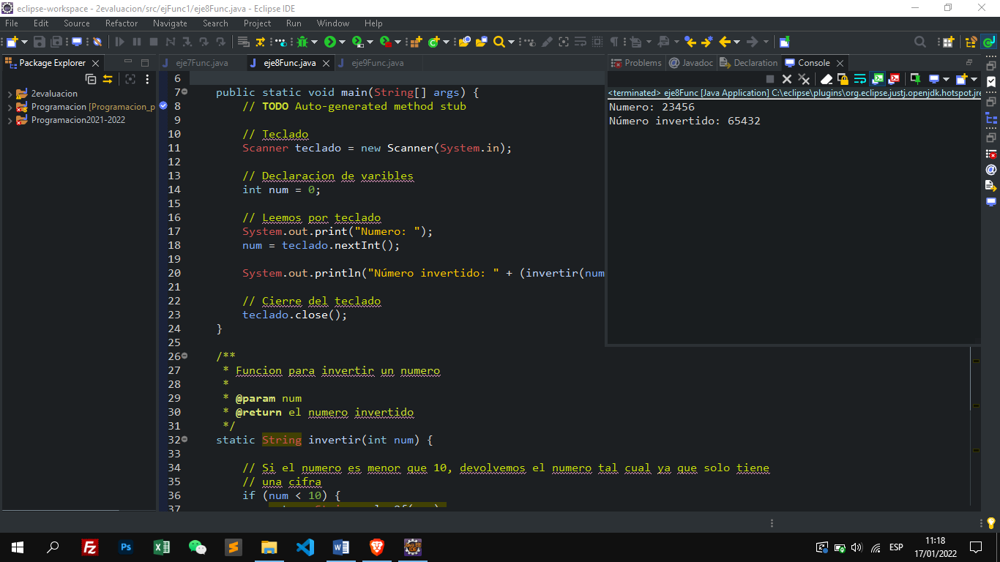 eclipse-workspace - 2evaluacion/src/ejFunc1/eje8Func.java - Eclipse IDE
File Edit Source Refactor Navigate Search Project Run Window Help
Package Explorer
2evaluacion
Programacion [Programacion_p
Programacion2021-2022
eje7Func.java eje8Func.java eje9Func.java
6
7 public static void main(String[] args) {
8 // TODO Auto-generated method stub
9
10 // Teclado
11 Scanner teclado = new Scanner(System.in);
12
13 // Declaracion de varibles
14 int num = 0;
15
16 // Leemos por teclado
17 System.out.print("Numero: ");
18 num = teclado.nextInt();
19
20 System.out.println("Número invertido: " + (invertir(num
21
22 // Cierre del teclado
23 teclado.close();
24 }
25
26 /**
27 * Funcion para invertir un numero
28 *
29 * @param num
30 * @return el numero invertido
31 */
32 static String invertir(int num) {
33
34 // Si el numero es menor que 10, devolvemos el numero tal cual ya que solo tiene
35 // una cifra
36 if (num < 10) {
37
Problems @ Javadoc Declaration Console
<terminated> eje8Func [Java Application] C:\eclipse\plugins\org.eclipse.justj.openjdk.hotspot.jre
Numero: 23456
Número invertido: 65432
Fz Ps ESP
11:18
17/01/2022